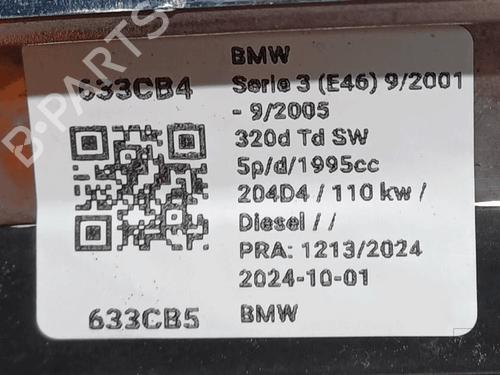 BMW
633CB4
Serie 3 (E46) 9/2001
- 9/2005
320d Td SW
5p/d/1995cc
204D4 / 110 kw /
Diesel / /
PRA: 1213/2024
2024-10-01
633CB5 BMW
B-PARTS